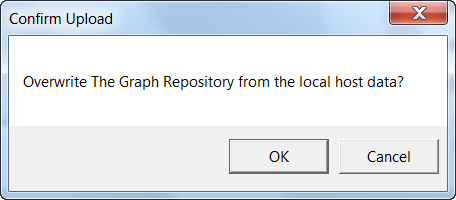 Confirm Upload
Overwrite The Graph Repository from the local host data?
OK
Cancel